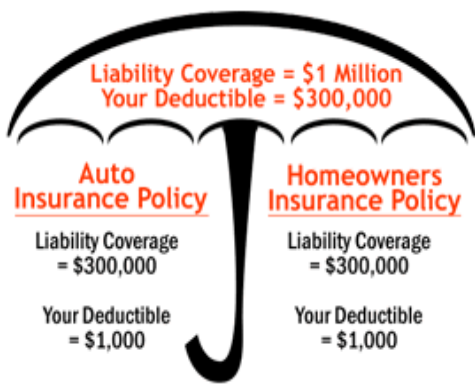 Liability Coverage = $1 Million
Your Deductible = $300,000
Auto
Insurance Policy
Liability Coverage
= $300,000
Your Deductible
= $1,000
Homeowners
Insurance Policy
Liability Coverage
= $300,000
Your Deductible
= $1,000